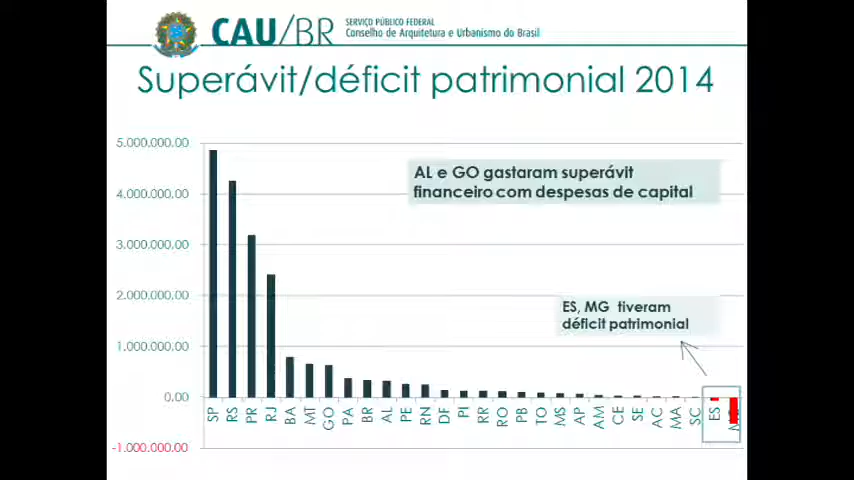 CAU/BR
SERVIÇO PÚBLICO FEDERAL
Conselho de Arquitetura e Urbanismo do Brasil
Superávit/déficit patrimonial 2014
5.000.000.00
4.000.000.00
3.000.000.00
2.000.000.00
1.000.000.00
0.00
-1.000.000.00
AL e GO gastaram superávit
financeiro com despesas de capital
ES, MG tiveram
déficit patrimonial
SP RS PR RJ BA MT GO PA BR AL PE RN DF PI RR RO PB TO MS AP AM CE SE AC MA SC ES